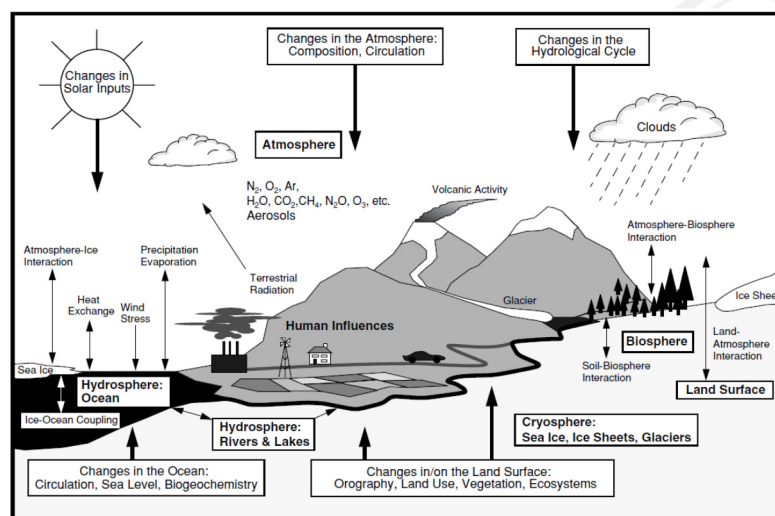 Changes in the Atmosphere:
Composition, Circulation
Changes in the
Hydrological Cycle
Changes in
Solar Inputs
Clouds
Atmosphere
N2, O2, Ar,
H2O, CO2,CH4, N2O, O3, etc.
Aerosols
Volcanic Activity
Atmosphere-Biosphere
Interaction
Atmosphere-Ice
Interaction
Precipitation
Evaporation
Terrestrial
Radiation
Heat
Exchange
Wind
Stress
Glacier
Ice Shee
Human Influences
Land-
Atmosphere
Interaction
Biosphere
Soil-Biosphere
Interaction
Sea Ice
Hydrosphere:
Ocean
Land Surface
Ice-Ocean Coupling
Hydrosphere:
Rivers & Lakes
Cryosphere:
Sea Ice, Ice Sheets, Glaciers
Changes in the Ocean:
Circulation, Sea Level, Biogeochemistry
Changes in/on the Land Surface:
Orography, Land Use, Vegetation, Ecosystems